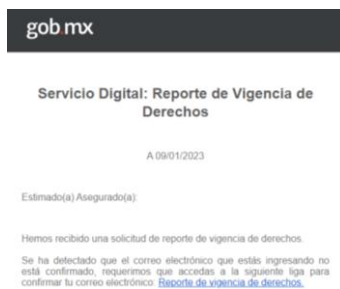 gob.mx
Servicio Digital: Reporte de Vigencia de
Derechos
A 09/01/2023
Estimado(a) Asegurado(a):
Hemos recibido una solicitud de reporte de vigencia de derechos.
Se ha detectado que el correo electrónico que estás ingresando no
está confirmado, requerimos que accedas a la siguiente liga para
confirmar tu correo electrónico: Reporte de vigencia de derechos.